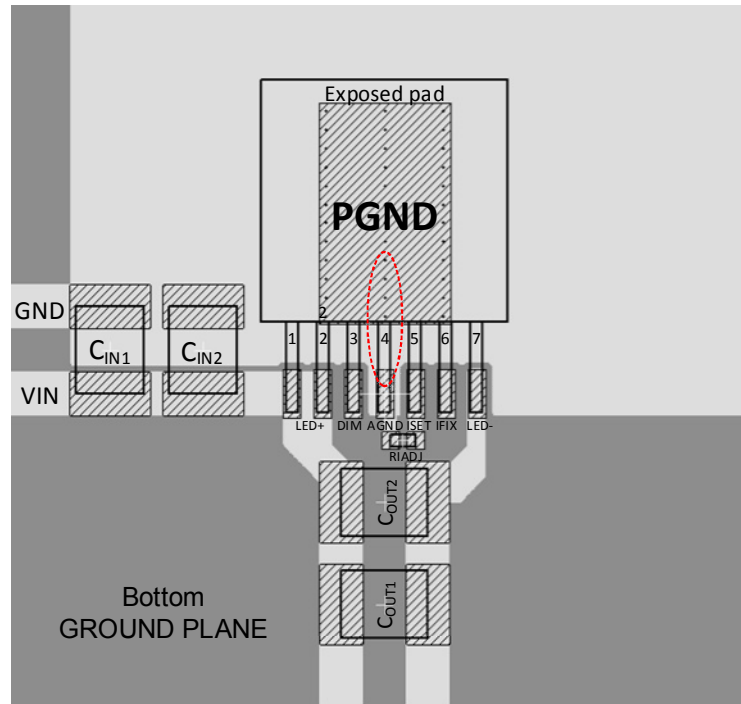 Exposed pad
PGND
2
1 2 3 4 5 6 7
GND
CIN1
CIN2
VIN
LED+ DIM AGND ISET IFIX LED-
RIADJ
COUT2
COUT1
Bottom
GROUND PLANE